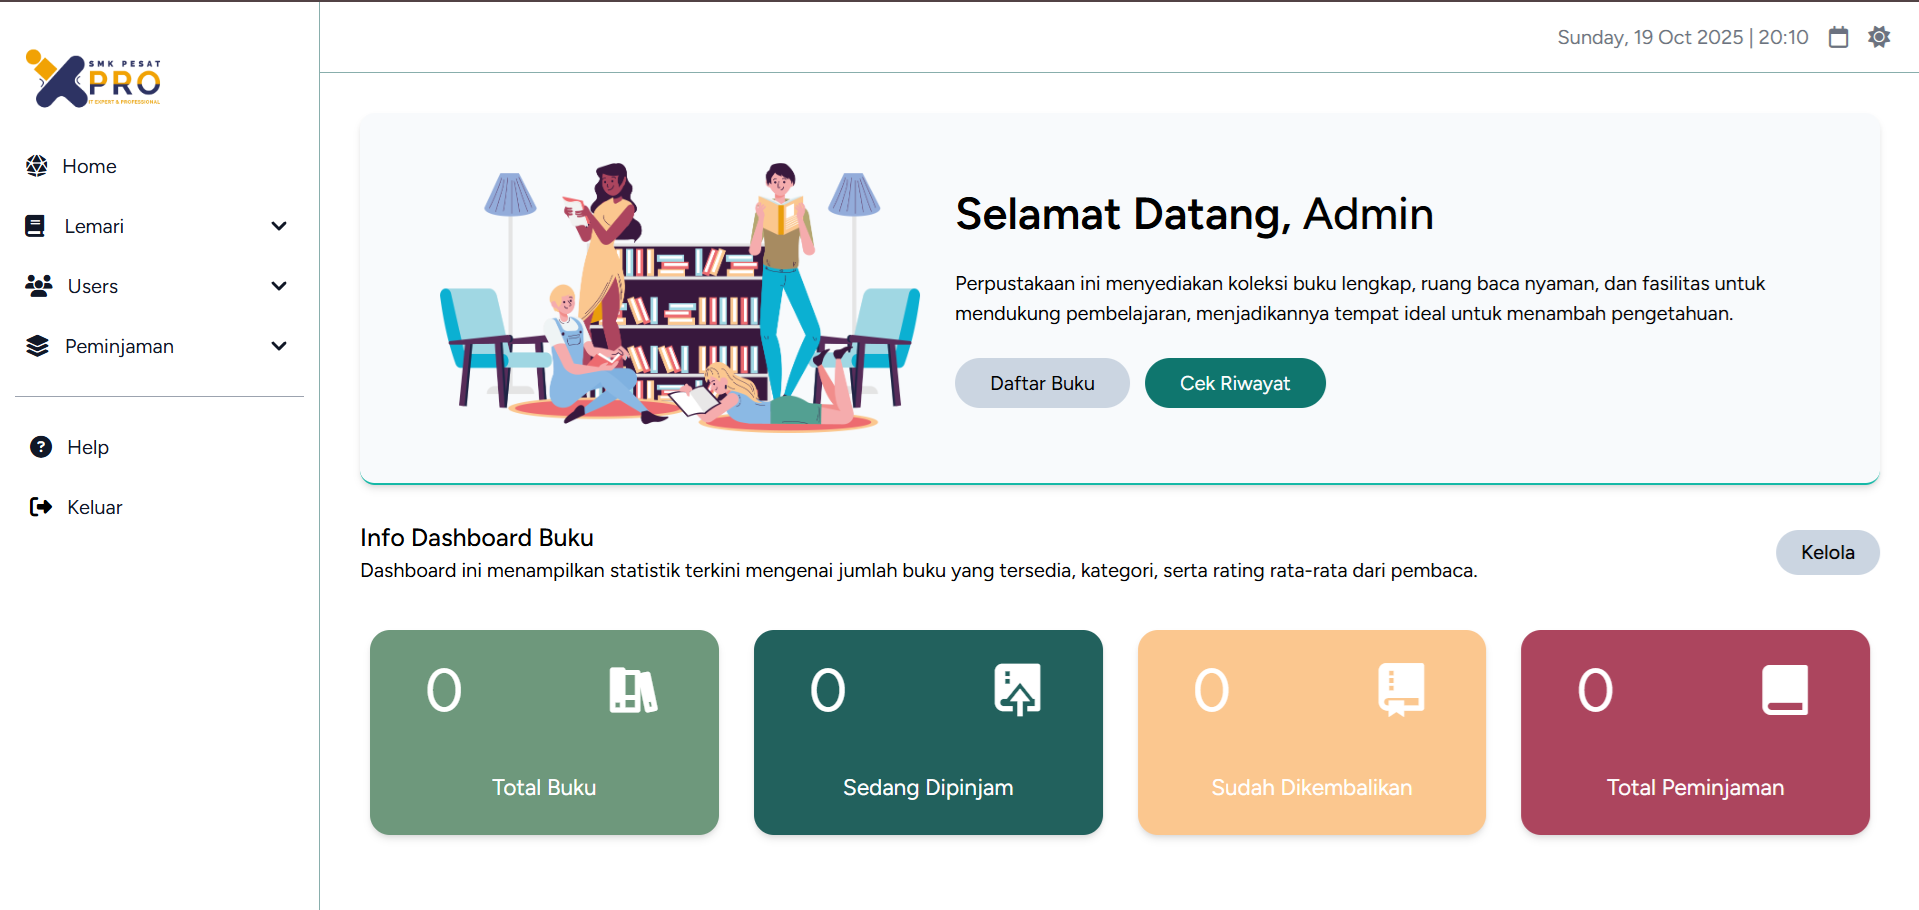 SMK PESAT
PRO
IT EXPERT & PROFESSIONAL
Home
Lemari
Users
Peminjaman
Help
Keluar
Sunday, 19 Oct 2025 | 20:10
Selamat Datang, Admin
Perpustakaan ini menyediakan koleksi buku lengkap, ruang baca nyaman, dan fasilitas untuk
mendukung pembelajaran, menjadikannya tempat ideal untuk menambah pengetahuan.
Daftar Buku
Cek Riwayat
Info Dashboard Buku
Dashboard ini menampilkan statistik terkini mengenai jumlah buku yang tersedia, kategori, serta rating rata-rata dari pembaca.
Kelola
0
Total Buku
0
Sedang Dipinjam
0
Sudah Dikembalikan
0
Total Peminjaman